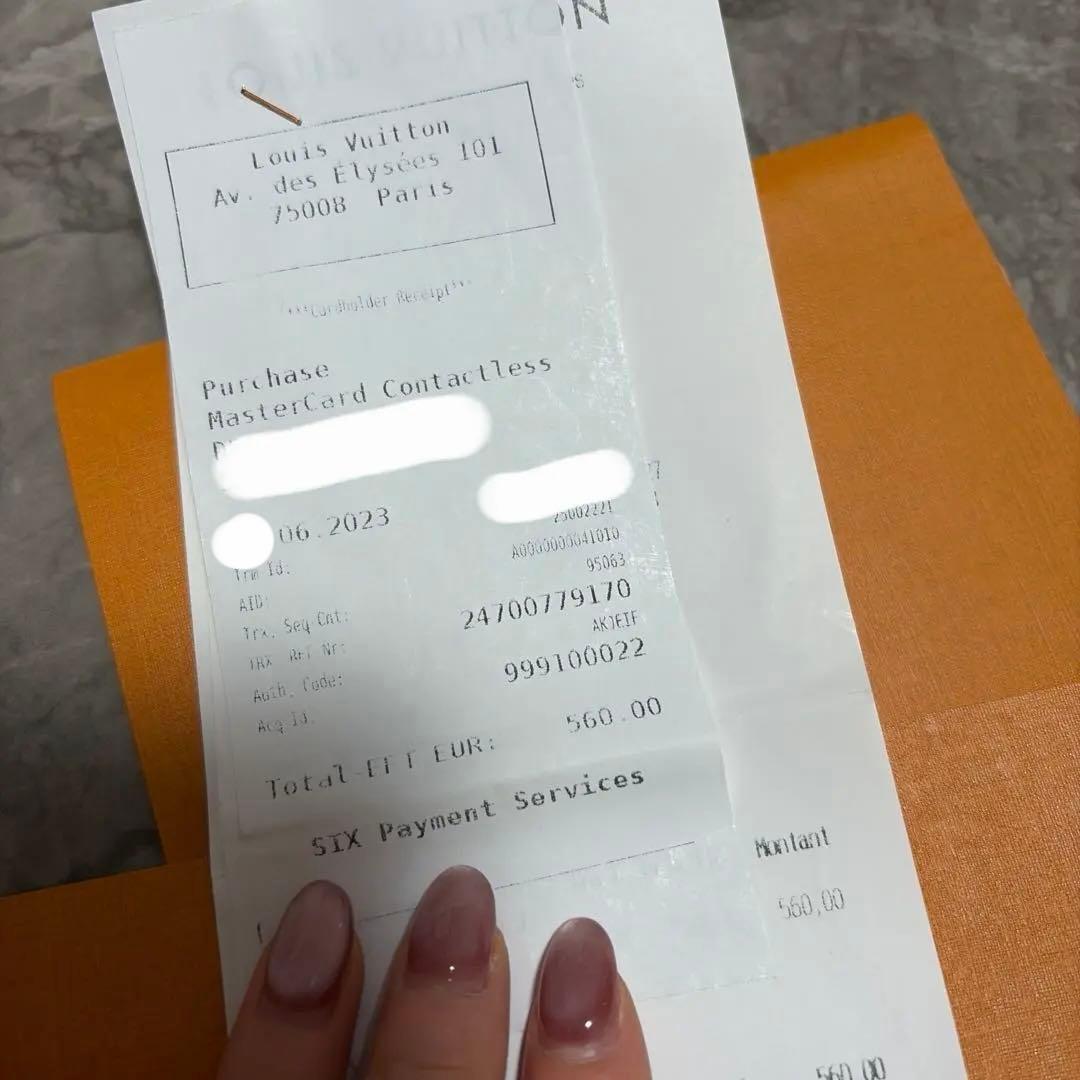 Louis Vuitton
Av. des Élysées 101
75008 Paris
***Cardholder Receipt***
Purchase
MasterCard Contactless
06.2023
Trm Id: 25002221
AID: A0000000041010
Trx. Seq Cnt: 95063
TRX Ref Nr: 24700779170
Auth. Code:
Acq Id. 999100022
Total-EFT EUR: 560.00
SIX Payment Services
Montant
560,00
560,00